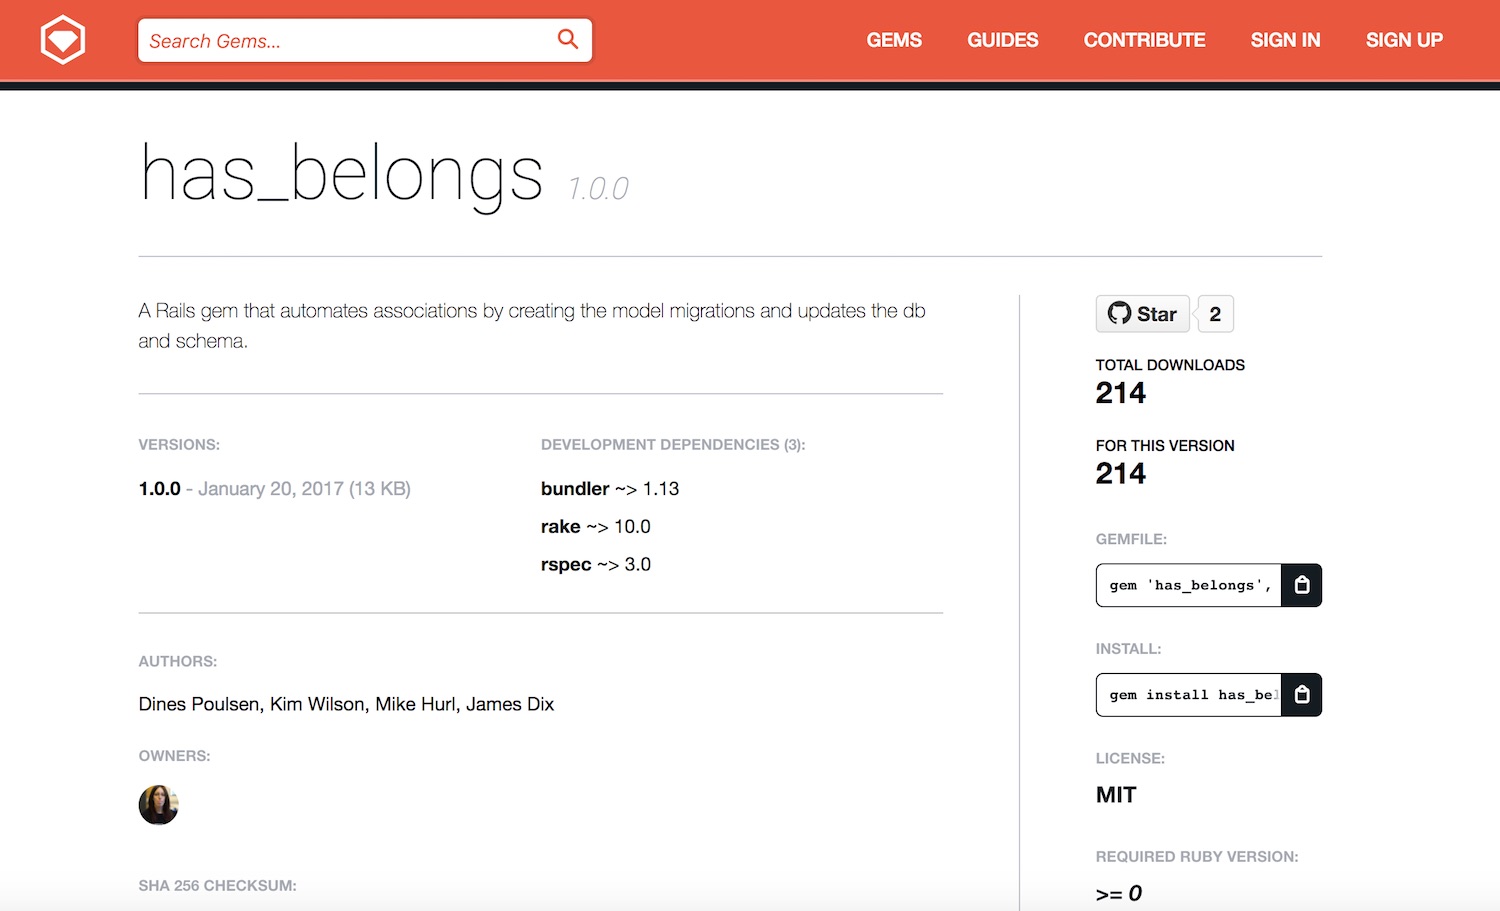 Search Gems...
GEMS
GUIDES
CONTRIBUTE
SIGN IN
SIGN UP
has_belongs 1.0.0
A Rails gem that automates associations by creating the model migrations and updates the db
and schema.
VERSIONS:
1.0.0 - January 20, 2017 (13 KB)
DEVELOPMENT DEPENDENCIES (3):
bundler ~> 1.13
rake ~> 10.0
rspec ~> 3.0
AUTHORS:
Dines Poulsen, Kim Wilson, Mike Hurl, James Dix
OWNERS:
SHA 256 CHECKSUM:
Star
2
TOTAL DOWNLOADS
214
FOR THIS VERSION
214
GEMFILE:
gem 'has_belongs',
INSTALL:
gem install has_bel
LICENSE:
MIT
REQUIRED RUBY VERSION:
>= 0